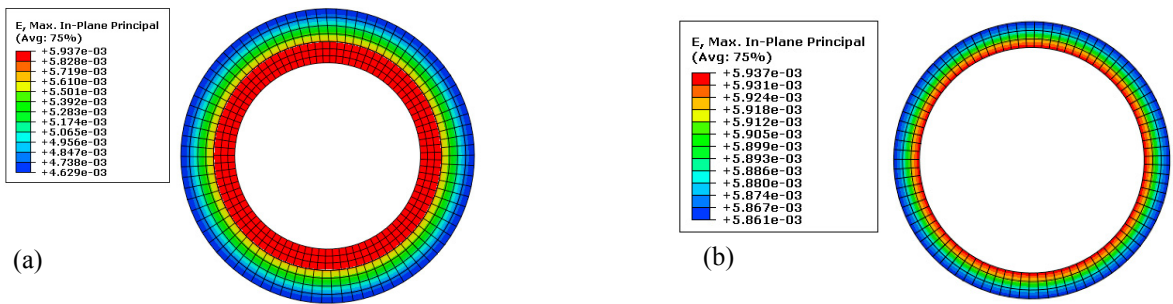 E, Max. In-Plane Principal
(Avg: 75%)
+5.937e-03
+5.828e-03
+5.719e-03
+5.610e-03
+5.501e-03
+5.392e-03
+5.283e-03
+5.174e-03
+5.065e-03
+4.956e-03
+4.847e-03
+4.738e-03
+4.629e-03
(a)
E, Max. In-Plane Principal
(Avg: 75%)
+5.937e-03
+5.931e-03
+5.924e-03
+5.918e-03
+5.912e-03
+5.905e-03
+5.899e-03
+5.893e-03
+5.886e-03
+5.880e-03
+5.874e-03
+5.867e-03
+5.861e-03
(b)